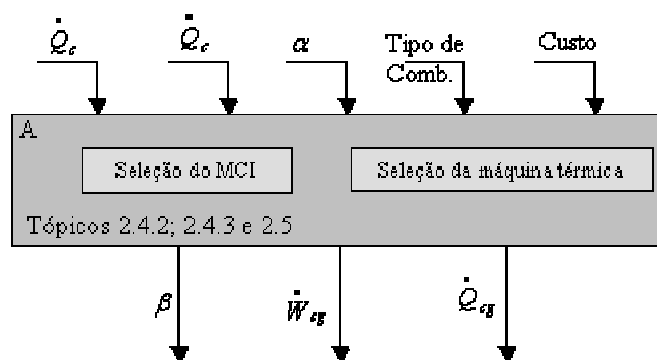 Q̇c Q̈c α Tipo de Comb. Custo
A
Seleção do MCI Seleção da máquina térmica
Tópicos 2.4.2; 2.4.3 e 2.5
β Ẇcg Q̇cg